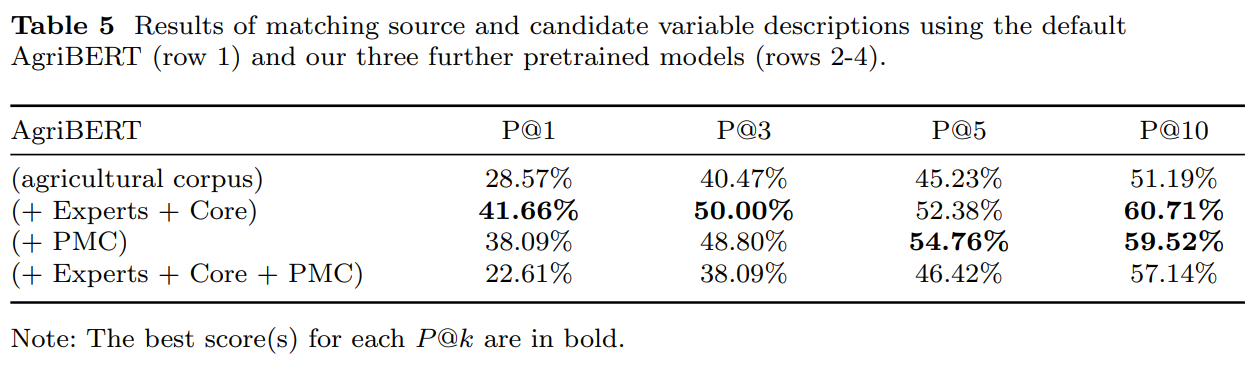 Table 5 Results of matching source and candidate variable descriptions using the default
AgriBERT (row 1) and our three further pretrained models (rows 2-4).
AgriBERT P@1 P@3 P@5 P@10
(agricultural corpus) 28.57% 40.47% 45.23% 51.19%
(+ Experts + Core) 41.66% 50.00% 52.38% 60.71%
(+ PMC) 38.09% 48.80% 54.76% 59.52%
(+ Experts + Core + PMC) 22.61% 38.09% 46.42% 57.14%
Note: The best score(s) for each P@k are in bold.